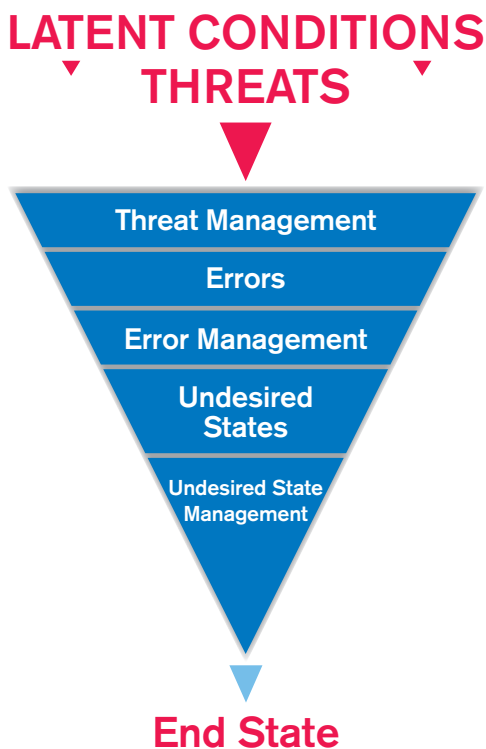 LATENT CONDITIONS
THREATS
Threat Management
Errors
Error Management
Undesired
States
Undesired State
Management
End State